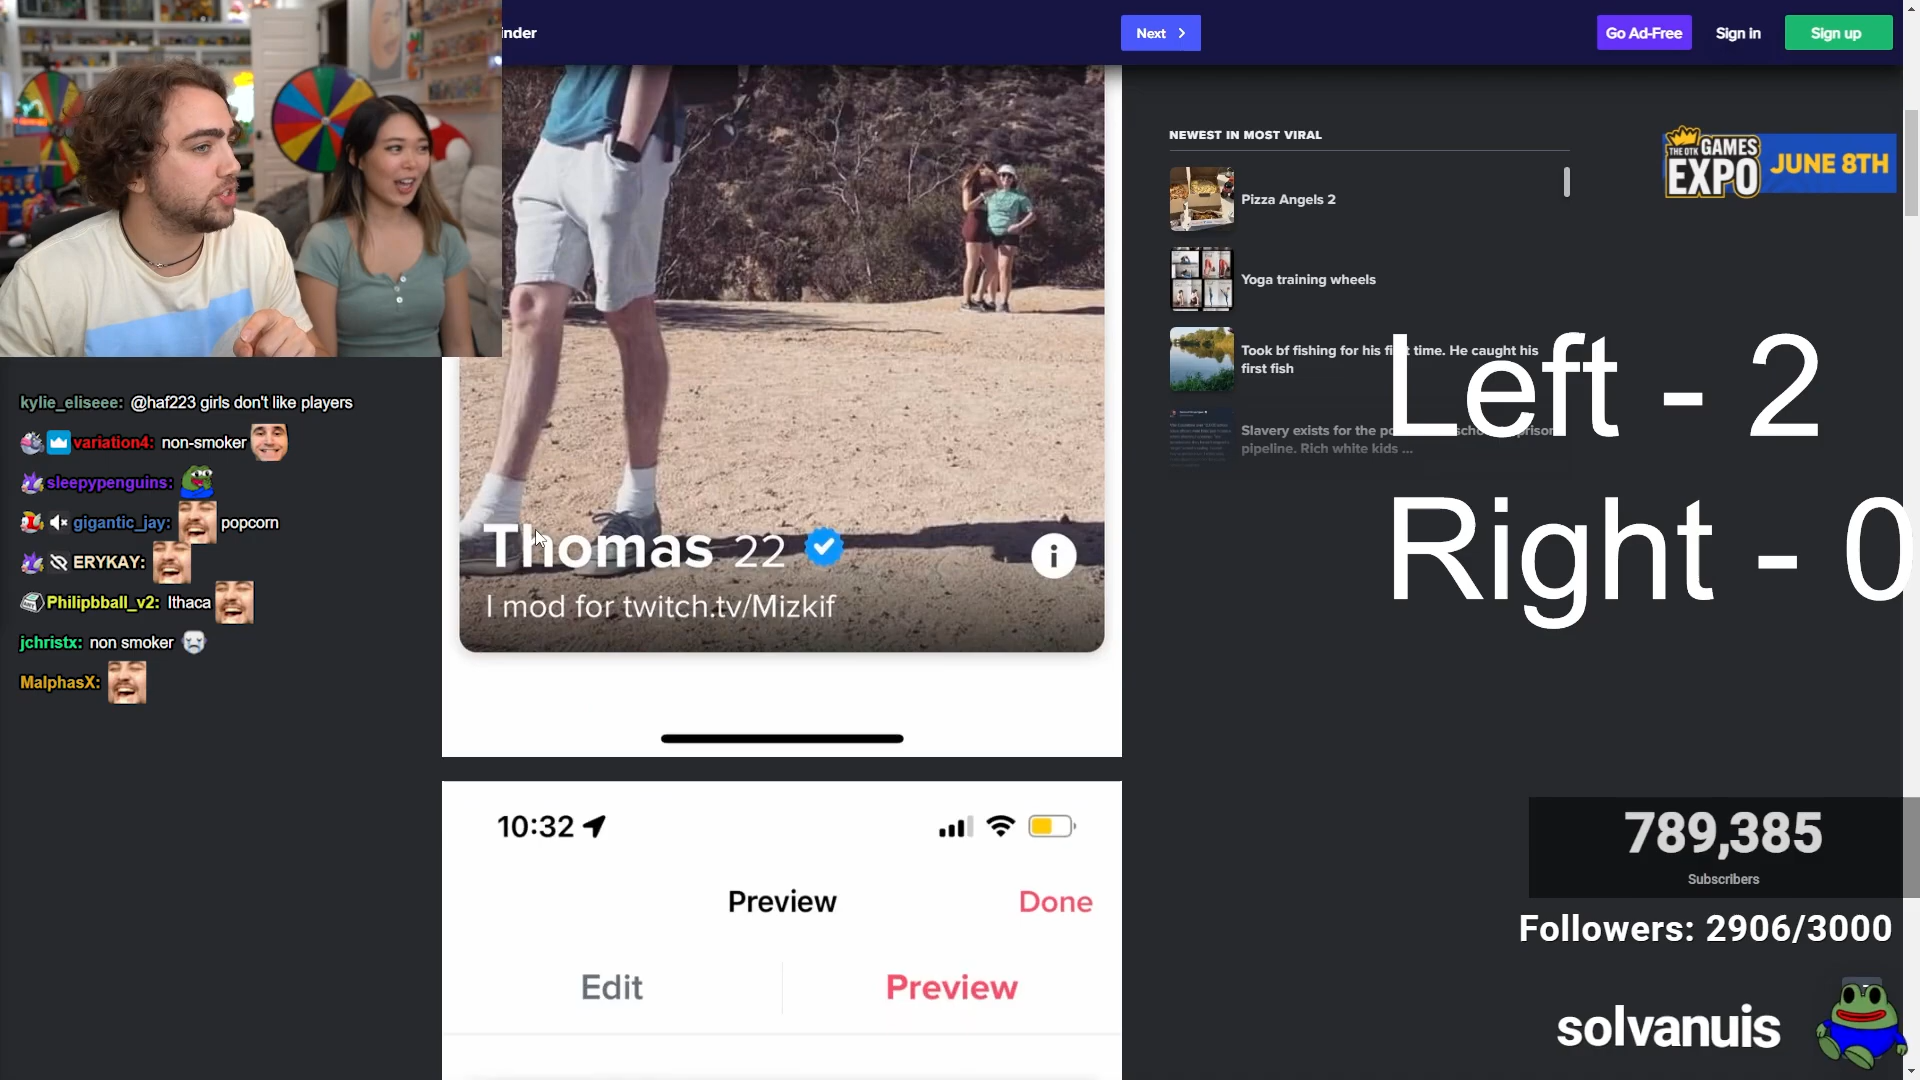 inder
Next
Go Ad-Free
Sign in
Sign up
NEWEST IN MOST VIRAL
Pizza Angels 2
Yoga training wheels
Took bf fishing for his first time. He caught his
first fish
Slavery exists for the
pipeline. Rich white kids ...
THE OTK GAMES
EXPO
JUNE 8TH
Left - 2
Right - 0
kylie_eliseee: @haf223 girls don't like players
variation4: non-smoker
sleepypenguins:
gigantic_jay: popcorn
ERYKAY:
Philipbball_v2: Ithaca
jchristx: non smoker
MalphasX:
Thomas 22
I mod for twitch.tv/Mizkif
10:32
Preview
Done
Edit
Preview
789,385
Subscribers
Followers: 2906/3000
solvanuis